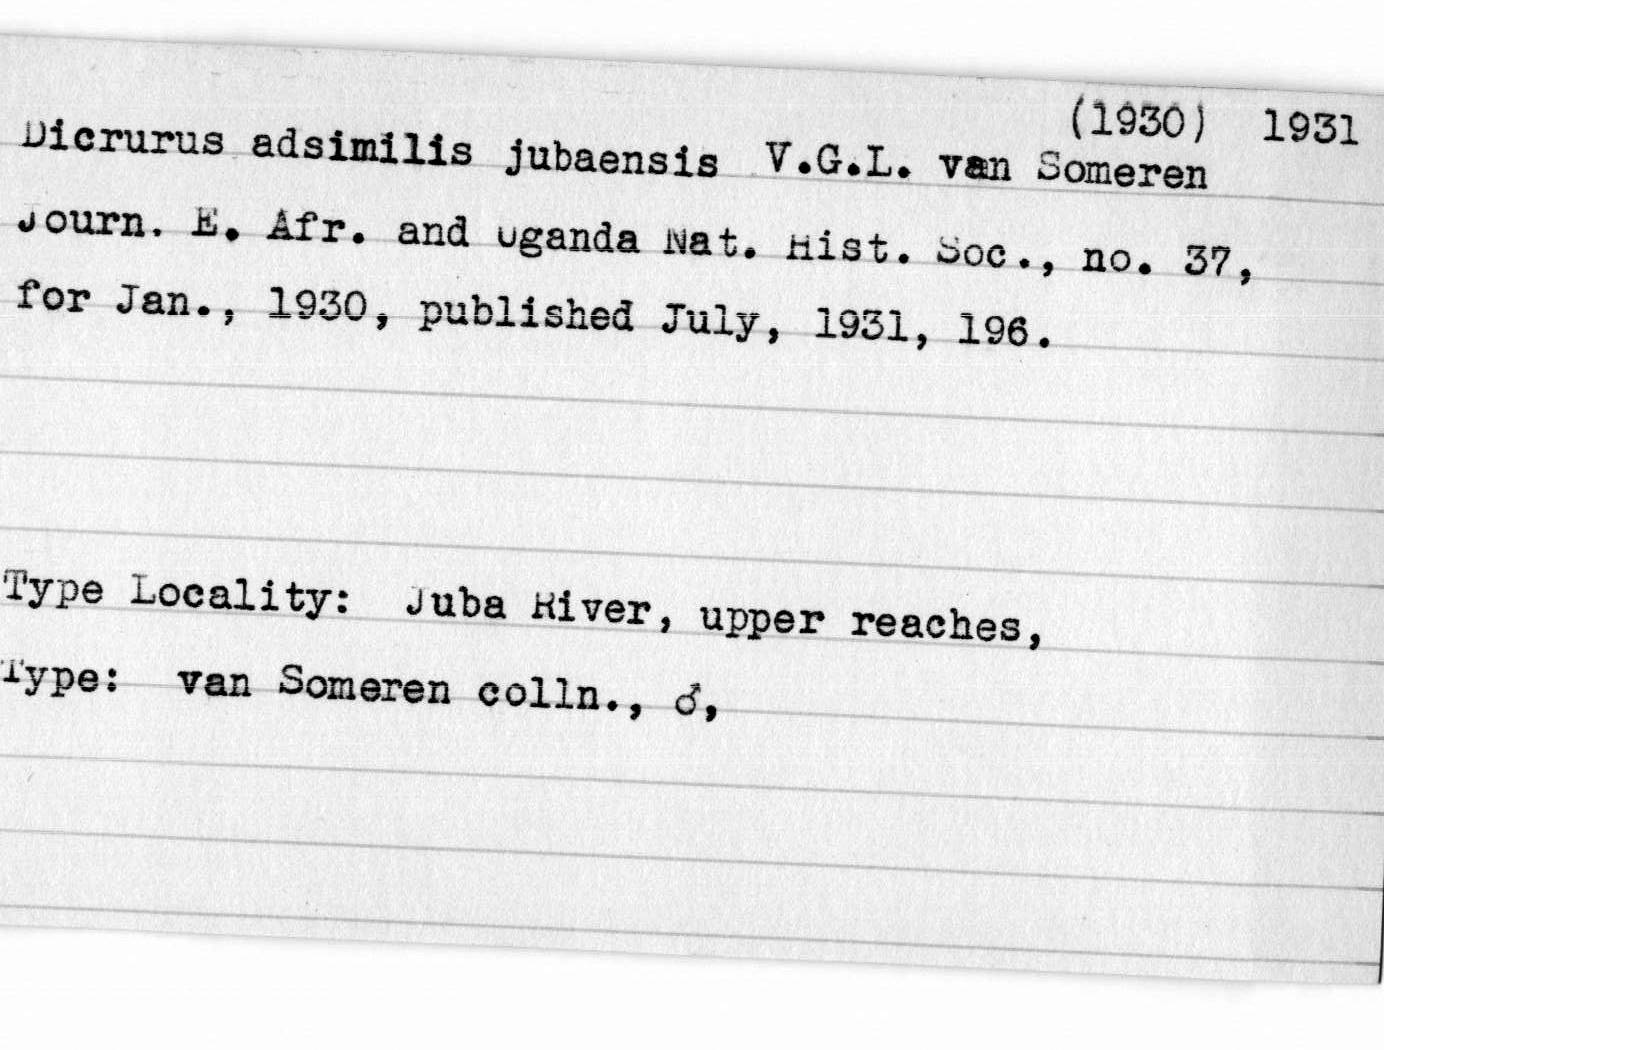 (1930) 1931
Dicrurus adsimilis jubaensis V.G.L. van Someren
Journ. E. Afr. and Uganda Nat. Hist. Soc., no. 37,
for Jan., 1930, published July, 1931, 196.
Type Locality: Juba River, upper reaches,
Type: van Someren colln., ♂,